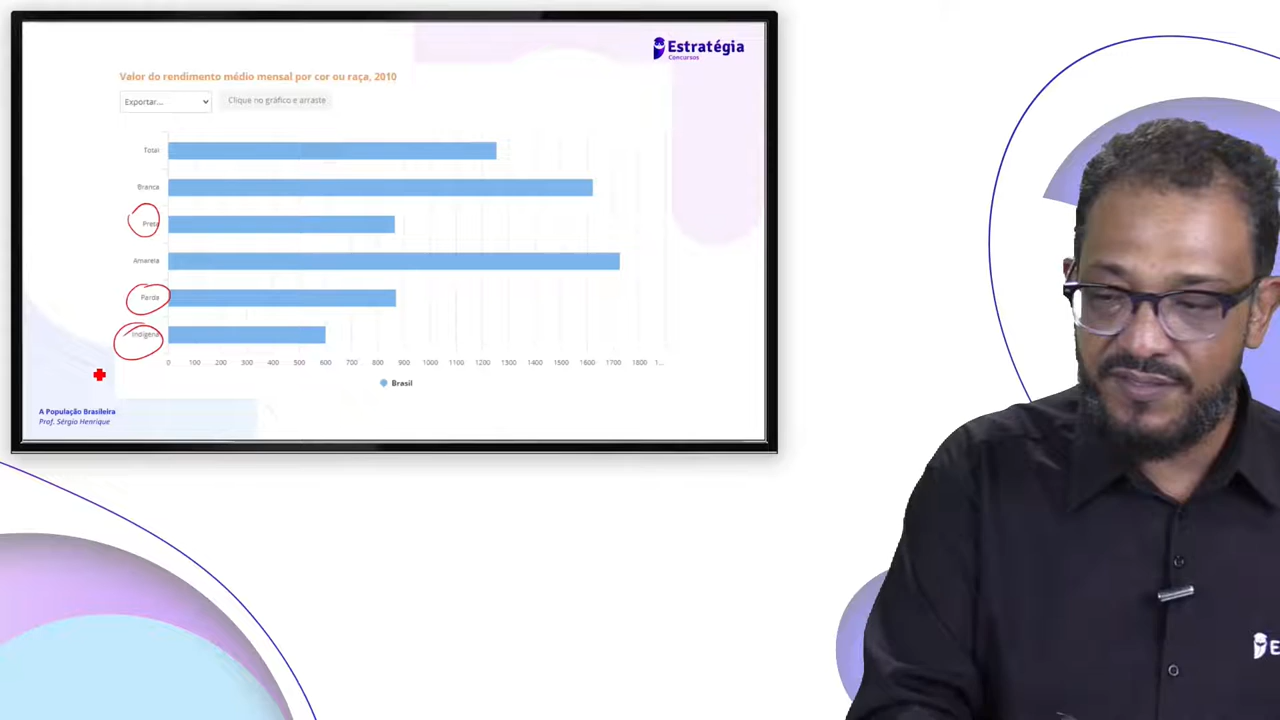 Estratégia
Concursos
Valor do rendimento médio mensal por cor ou raça, 2010
Exportar...
Clique no gráfico e arraste
Total
Branca
Preta
Amarela
Parda
Indígena
0 100 200 300 400 500 600 700 800 900 1000 1100 1200 1300 1400 1500 1600 1700 1800 1...
Brasil
A População Brasileira
Prof. Sérgio Henrique
E